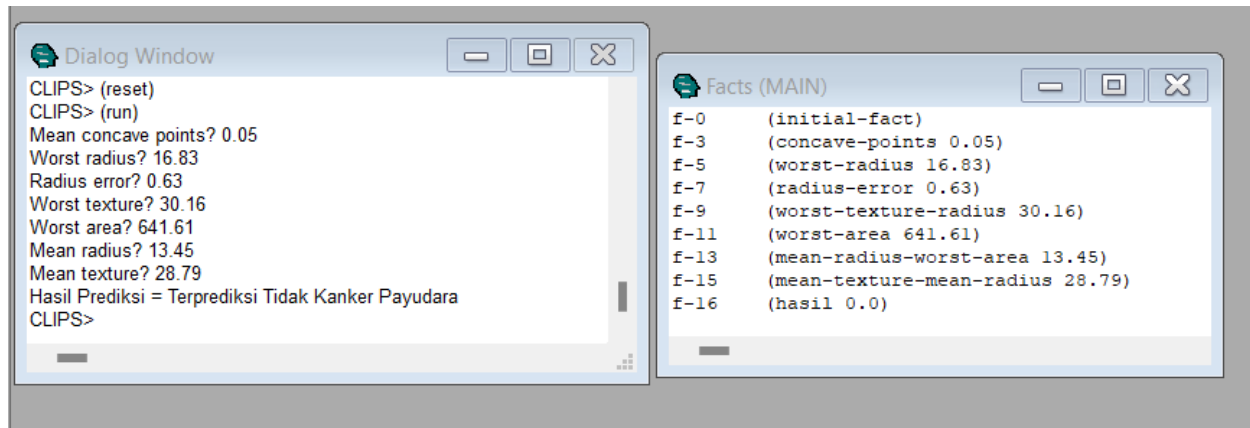 Dialog Window
CLIPS> (reset)
CLIPS> (run)
Mean concave points? 0.05
Worst radius? 16.83
Radius error? 0.63
Worst texture? 30.16
Worst area? 641.61
Mean radius? 13.45
Mean texture? 28.79
Hasil Prediksi = Terprediksi Tidak Kanker Payudara
CLIPS>
Facts (MAIN)
f-0 (initial-fact)
f-3 (concave-points 0.05)
f-5 (worst-radius 16.83)
f-7 (radius-error 0.63)
f-9 (worst-texture-radius 30.16)
f-11 (worst-area 641.61)
f-13 (mean-radius-worst-area 13.45)
f-15 (mean-texture-mean-radius 28.79)
f-16 (hasil 0.0)